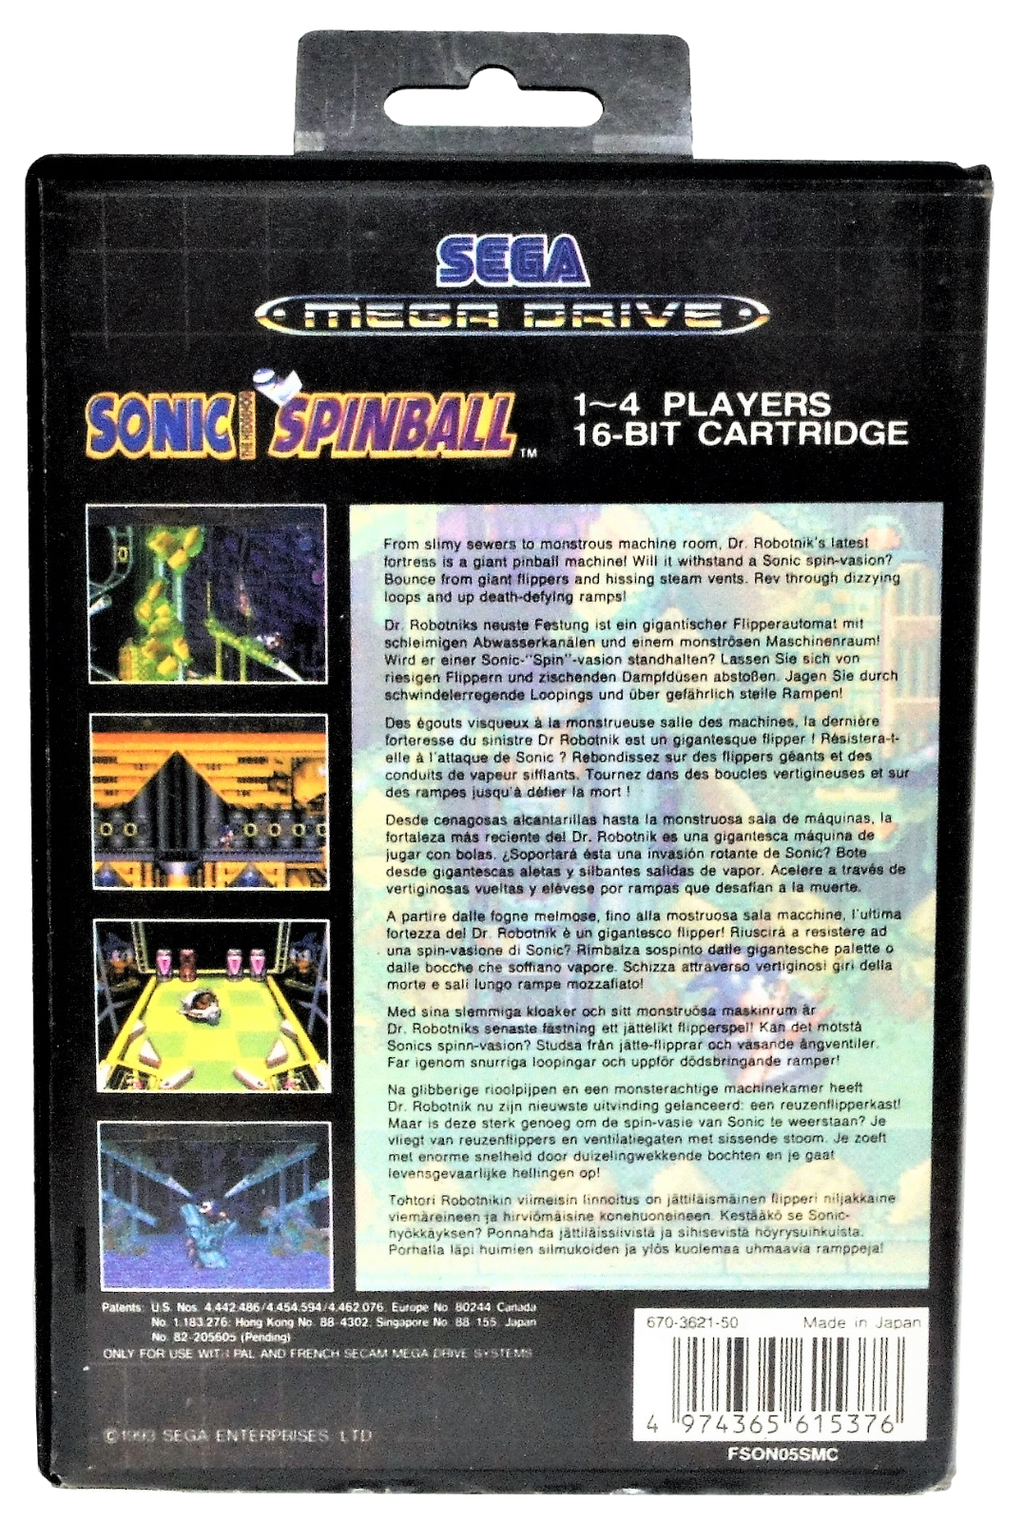 SEGA
MEGA DRIVE
SONIC THE HEDGEHOG SPINBALL™
1~4 PLAYERS
16-BIT CARTRIDGE
From slimy sewers to monstrous machine room, Dr. Robotnik's latest
fortress is a giant pinball machine! Will it withstand a Sonic spin-vasion?
Bounce from giant flippers and hissing steam vents. Rev through dizzying
loops and up death-defying ramps!
Dr. Robotniks neuste Festung ist ein gigantischer Flipperautomat mit
schleimigen Abwasserkanälen und einem monströsen Maschinenraum!
Wird er einer Sonic-"Spin"-vasion standhalten? Lassen Sie sich von
riesigen Flippern und zischenden Dampfdüsen abstoßen. Jagen Sie durch
schwindelerregende Loopings und über gefährlich steile Rampen!
Des égouts visqueux à la monstrueuse salle des machines, la dernière
forteresse du sinistre Dr Robotnik est un gigantesque flipper ! Résistera-t-
elle à l'attaque de Sonic ? Rebondissez sur des flippers géants et des
conduits de vapeur sifflants. Tournez dans des boucles vertigineuses et sur
des rampes jusqu'à défier la mort !
Desde cenagosas alcantarillas hasta la monstruosa sala de máquinas, la
fortaleza más reciente del Dr. Robotnik es una gigantesca máquina de
jugar con bolas. ¿Soportará ésta una invasión rotante de Sonic? Bote
desde gigantescas aletas y silbantes salidas de vapor. Acelere a través de
vertiginosas vueltas y elévese por rampas que desafian a la muerte.
A partire dalle fogne melmose, fino alla mostruosa sala macchine, l'ultima
fortezza del Dr. Robotnik è un gigantesco flipper! Riuscirà a resistere ad
una spin-vasione di Sonic? Rimbalza sospinto dalle gigantesche palette o
dalle bocche che soffiano vapore. Schizza attraverso vertiginosi giri della
morte e sali lungo rampe mozzafiato!
Med sina slemmiga kloaker och sitt monstruösa maskinrum är
Dr. Robotniks senaste fästning ett jättelikt flipperspel! Kan det motstå
Sonics spinn-vasion? Studsa från jätte-flipprar och väsande ångventiler.
Far igenom snurriga loopingar och uppför dödsbringande ramper!
Na glibberige rioolpijpen en een monsterachtige machinekamer heeft
Dr. Robotnik nu zijn nieuwste uitvinding gelanceerd: een reuzenflipperkast!
Maar is deze sterk genoeg om de spin-vasie van Sonic te weerstaan? Je
vliegt van reuzenflippers en ventilatiegaten met sissende stoom. Je zoeft
met enorme snelheid door duizelingwekkende bochten en je gaat
levensgevaarlijke hellingen op!
Tohtori Robotnikin viimeisin linnoitus on jättiläismäinen flipperi niljakkaine
viemäreineen ja hirviömäisine konehuoneineen. Kestääkö se Sonic-
hyökkäyksen? Ponnahda jättiläissiivistä ja sihisevistä höyrysuihkuista.
Porhalla läpi huimien silmukoiden ja ylös kuolemaa uhmaavia ramppeja!
Patents: U.S. Nos. 4,442,486/4,454,594/4,462,076; Europe No. 80244; Canada
No. 1,183,276; Hong Kong No. 88-4302; Singapore No. 88-155; Japan
No. 82-205605 (Pending)
ONLY FOR USE WITH PAL AND FRENCH SECAM MEGA DRIVE SYSTEMS
©1993 SEGA ENTERPRISES, LTD.
670-3621-50 Made in Japan
4 974365 615376
FSON05SMC